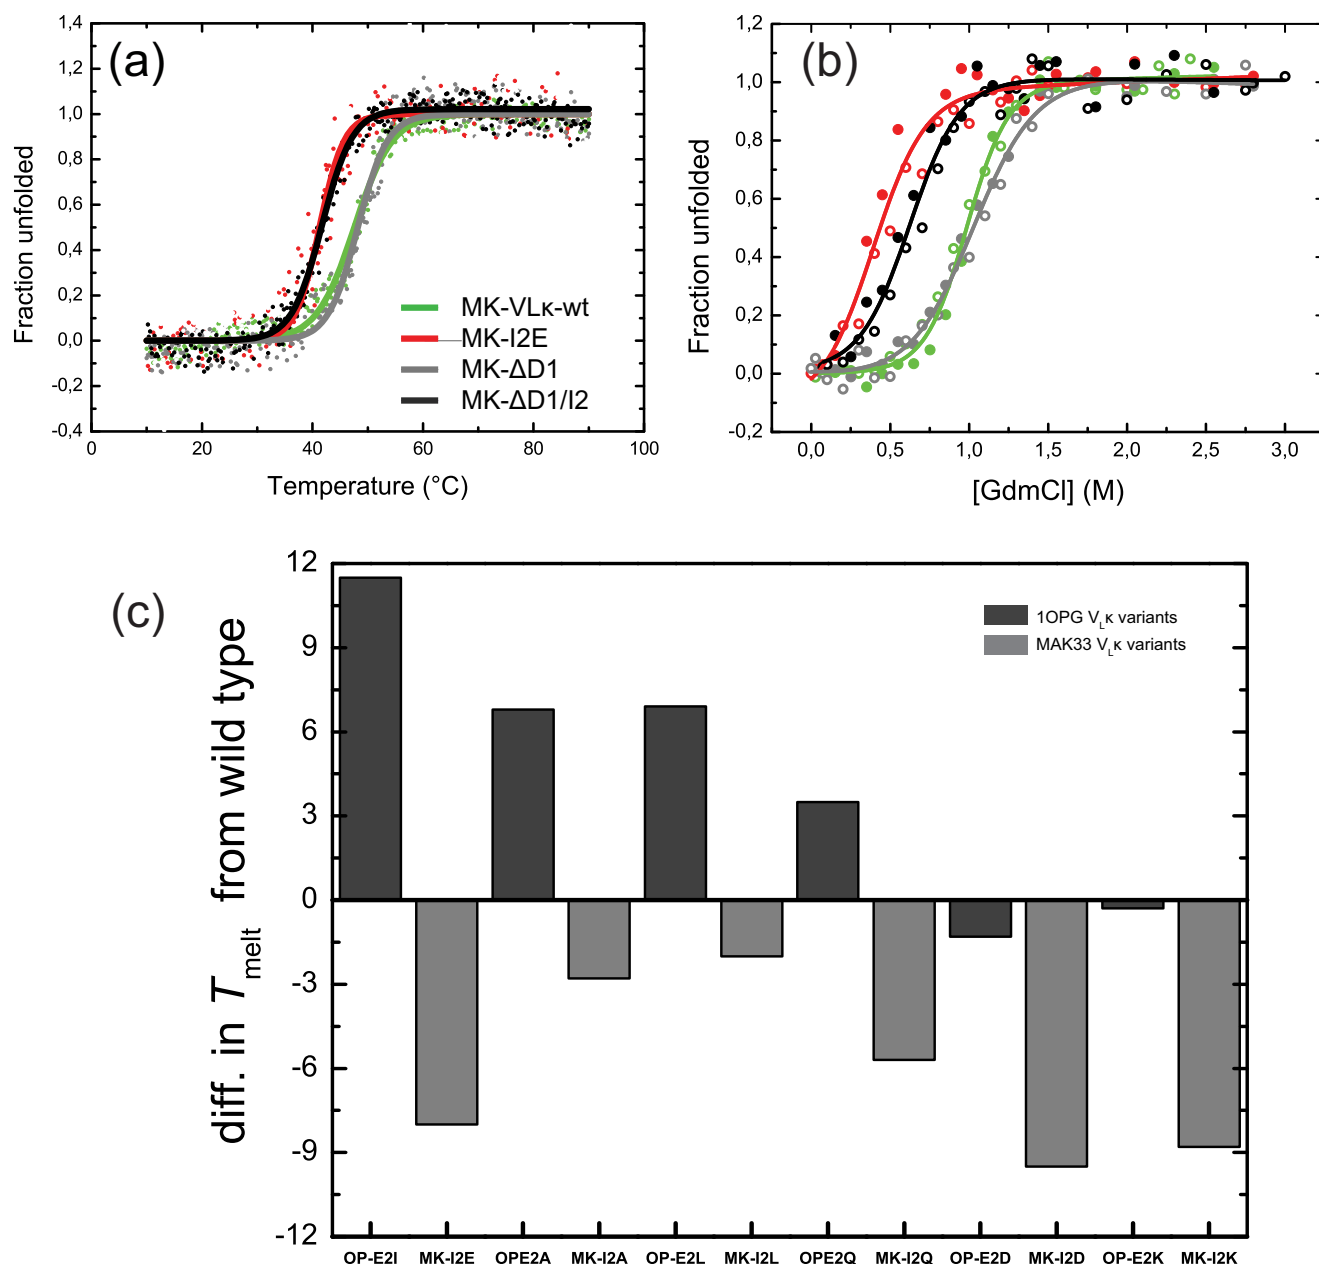 (a)
1,4
1,2
1,0
0,8
0,6
0,4
0,2
0,0
-0,2
-0,4
Fraction unfolded
MK-VLκ-wt
MK-I2E
MK-ΔD1
MK-ΔD1/I2
0 20 40 60 80 100
Temperature (°C)
(b)
1,2
1,0
0,8
0,6
0,4
0,2
0,0
-0,2
Fraction unfolded
0,0 0,5 1,0 1,5 2,0 2,5 3,0
[GdmCl] (M)
(c)
12
9
6
3
0
-3
-6
-9
-12
diff. in Tmelt from wild type
1OPG VLκ variants
MAK33 VLκ variants
OP-E2I MK-I2E OPE2A MK-I2A OP-E2L MK-I2L OPE2Q MK-I2Q OP-E2D MK-I2D OP-E2K MK-I2K